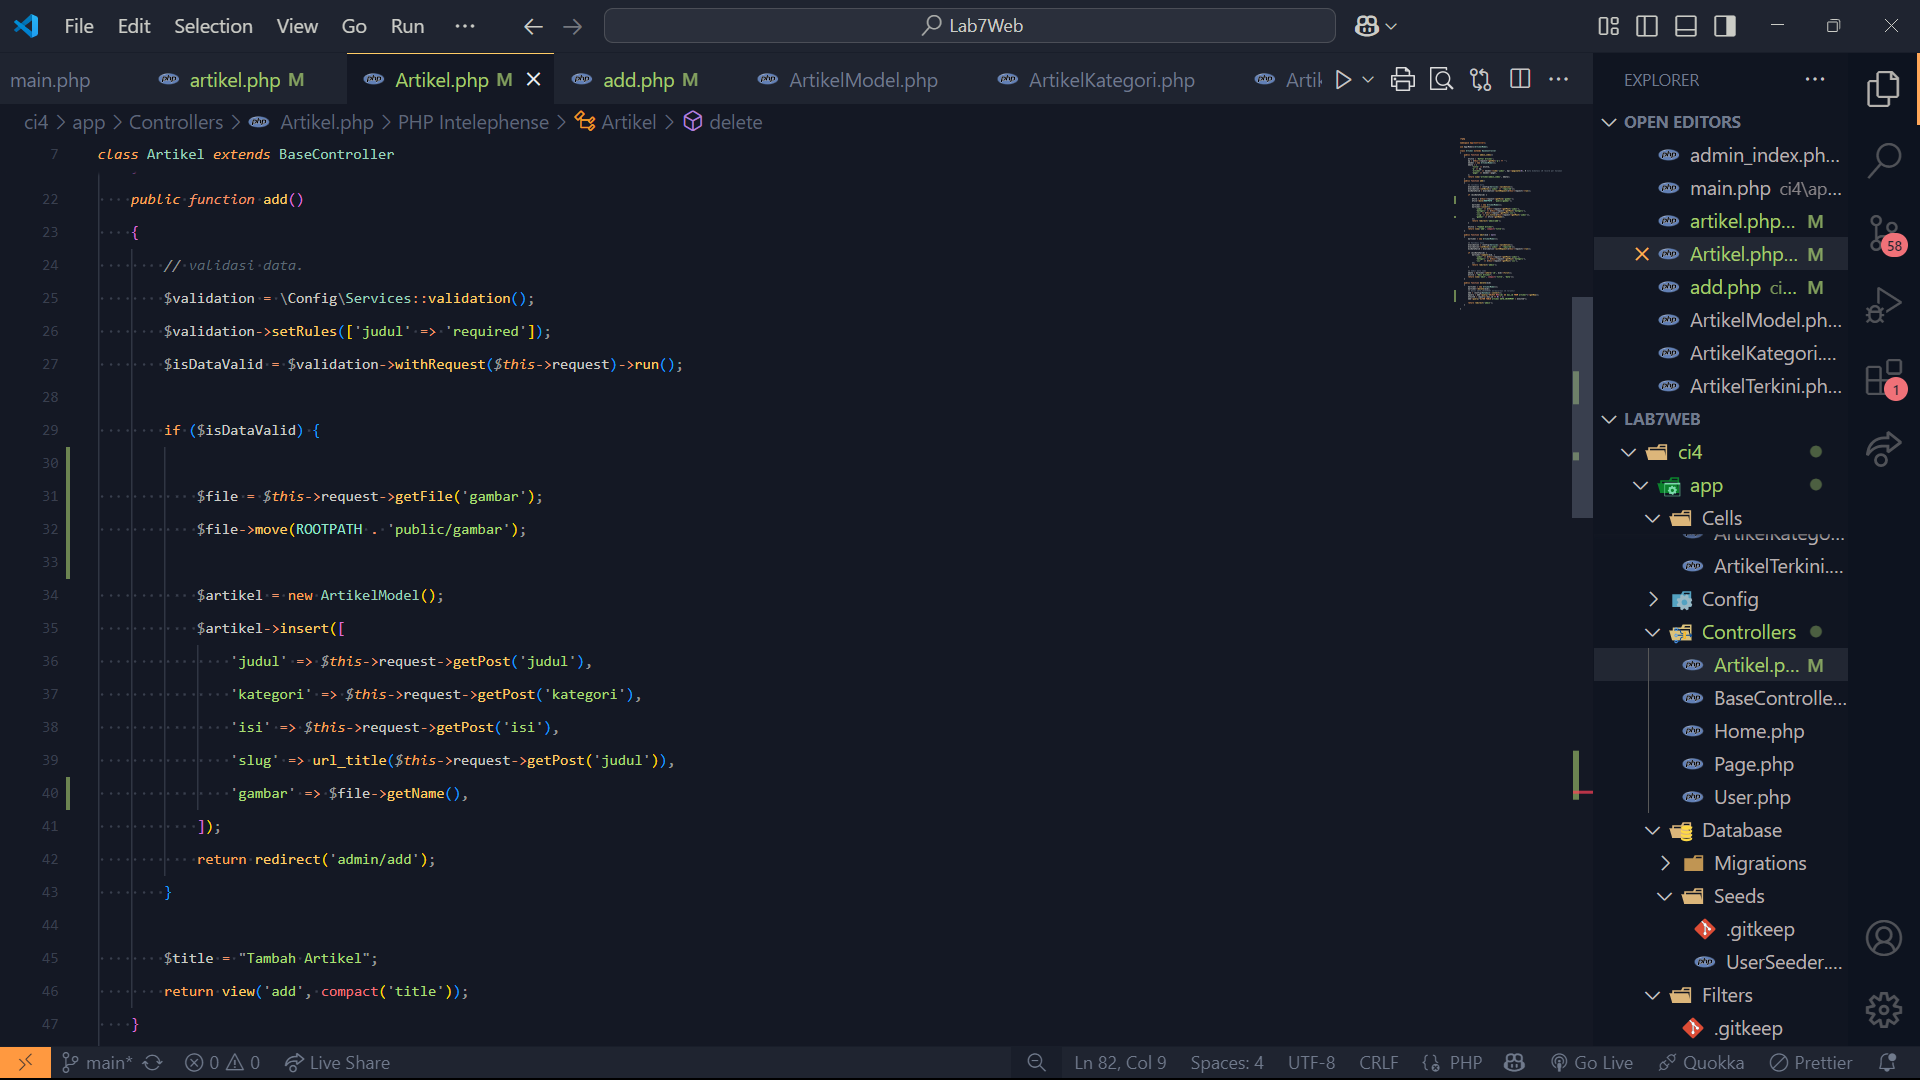 File Edit Selection View Go Run ··· Lab7Web
main.php artikel.php M Artikel.php M add.php M ArtikelModel.php ArtikelKategori.php Artik
ci4 > app > Controllers > Artikel.php > PHP Intelephense > Artikel > delete
7 class Artikel extends BaseController
22 public function add()
23 {
24 // validasi data.
25 $validation = \Config\Services::validation();
26 $validation->setRules(['judul' => 'required']);
27 $isDataValid = $validation->withRequest($this->request)->run();
28
29 if ($isDataValid) {
30
31 $file = $this->request->getFile('gambar');
32 $file->move(ROOTPATH . 'public/gambar');
33
34 $artikel = new ArtikelModel();
35 $artikel->insert([
36 'judul' => $this->request->getPost('judul'),
37 'kategori' => $this->request->getPost('kategori'),
38 'isi' => $this->request->getPost('isi'),
39 'slug' => url_title($this->request->getPost('judul')),
40 'gambar' => $file->getName(),
41 ]);
42 return redirect('admin/add');
43 }
44
45 $title = "Tambah Artikel";
46 return view('add', compact('title'));
47 }
EXPLORER
OPEN EDITORS
admin_index.ph...
main.php ci4\ap...
artikel.php... M
Artikel.php... M
add.php ci... M
ArtikelModel.ph...
ArtikelKategori....
ArtikelTerkini.ph...
LAB7WEB
ci4
app
Cells
ArtikelKatego...
ArtikelTerkini....
Config
Controllers
Artikel.p... M
BaseControlle...
Home.php
Page.php
User.php
Database
Migrations
Seeds
.gitkeep
UserSeeder....
Filters
.gitkeep
58
1
main* 0 0 Live Share Ln 82, Col 9 Spaces: 4 UTF-8 CRLF {} PHP Go Live Quokka Prettier